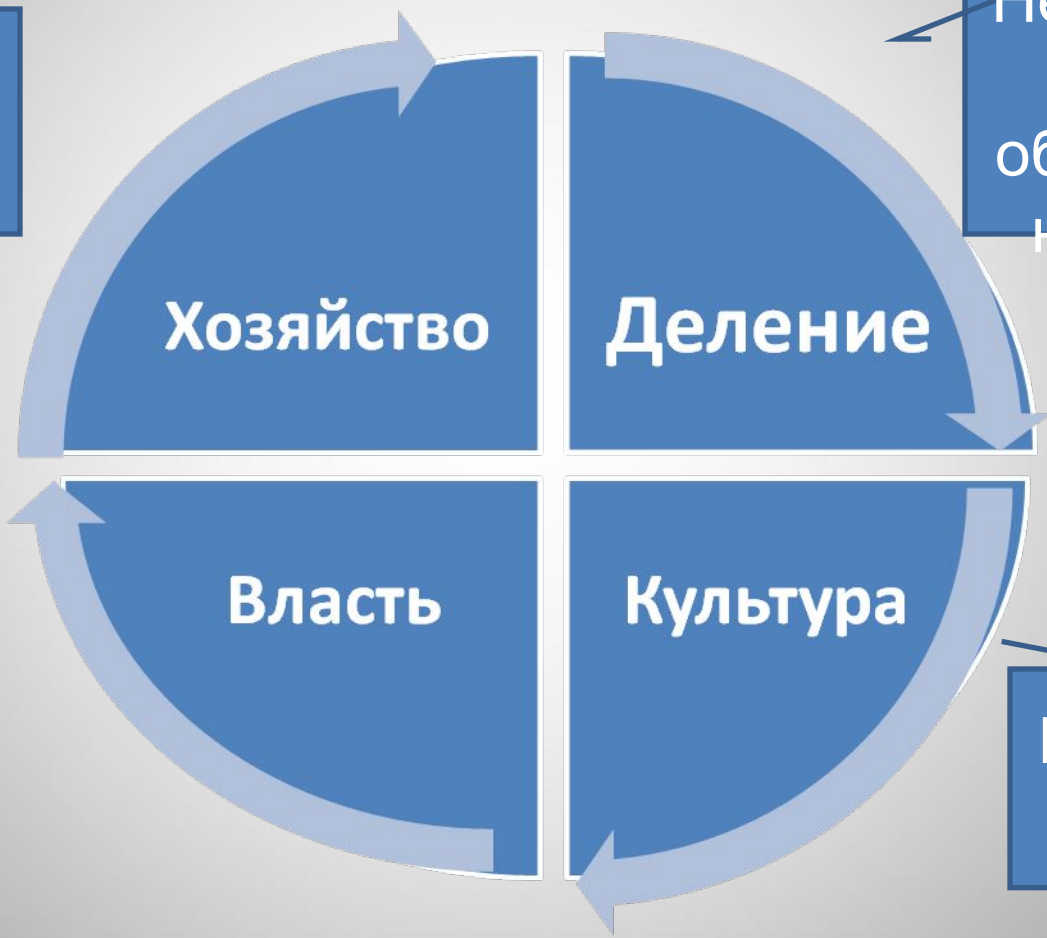 Хозяйство
Деление
Власть
Культура